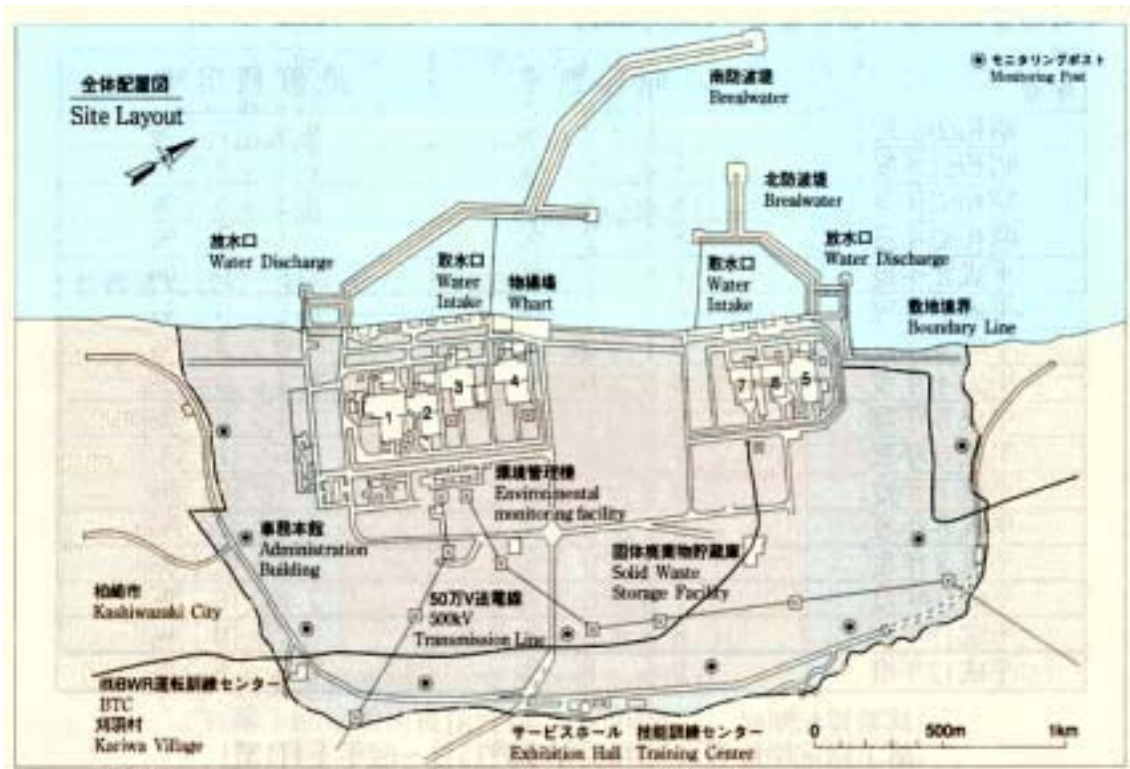 全体配置図
Site Layout
モニタリングポスト
Monitoring Post
南防波堤
Brealwater
北防波堤
Brealwater
放水口
Water Discharge
取水口
Water
Intake
物揚場
Whart
取水口
Water
Intake
放水口
Water Discharge
敷地境界
Boundary Line
1
2
3
4
7
6
5
環境管理棟
Environmental
monitoring facility
事務本館
Administration
Building
固体廃棄物貯蔵庫
Solid Waste
Storage Facility
柏崎市
Kashiwazaki City
50万V送電線
500kV
Transmission Line
㈱BWR運転訓練センター
BTC
刈羽村
Kariwa Village
サービスホール 技能訓練センター
Exhibition Hall Training Center
0 500m 1km